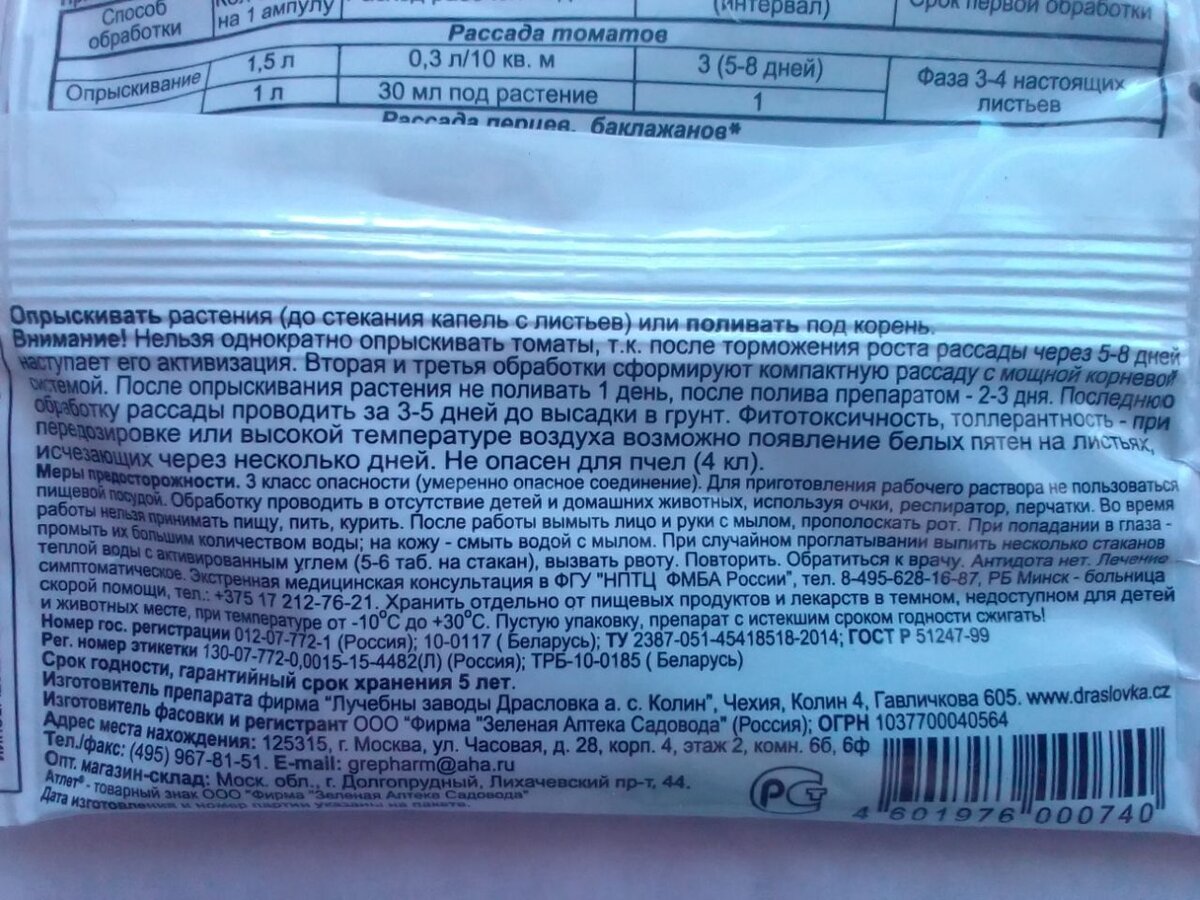 Способ обработки
на 1 ампулу
(интервал)
Срок первой обработки
Рассада томатов
Опрыскивание
1,5 л
0,3 л/10 кв. м
3 (5-8 дней)
Фаза 3-4 настоящих листьев
1 л
30 мл под растение
1
Рассада перцев, баклажанов*
Опрыскивать растения (до стекания капель с листьев) или поливать под корень.
Внимание! Нельзя однократно опрыскивать томаты, т.к. после торможения роста рассады через 5-8 дней
наступает его активизация. Вторая и третья обработки сформируют компактную рассаду с мощной корневой
системой. После опрыскивания растения не поливать 1 день, после полива препаратом - 2-3 дня. Последнюю
обработку рассады проводить за 3-5 дней до высадки в грунт. Фитотоксичность, толлерантность - при
передозировке или высокой температуре воздуха возможно появление белых пятен на листьях,
исчезающих через несколько дней. Не опасен для пчел (4 кл).
Меры предосторожности. 3 класс опасности (умеренно опасное соединение). Для приготовления рабочего раствора не пользоваться
пищевой посудой. Обработку проводить в отсутствие детей и домашних животных, используя очки, респиратор, перчатки. Во время
работы нельзя принимать пищу, пить, курить. После работы вымыть лицо и руки с мылом, прополоскать рот. При попадании в глаза -
промыть их большим количеством воды; на кожу - смыть водой с мылом. При случайном проглатывании выпить несколько стаканов
теплой воды с активированным углем (5-6 таб. на стакан), вызвать рвоту. Повторить. Обратиться к врачу. Антидота нет. Лечение
симптоматическое. Экстренная медицинская консультация в ФГУ "НПТЦ ФМБА России", тел. 8-495-628-16-87, РБ Минск - больница
скорой помощи, тел.: +375 17 212-76-21. Хранить отдельно от пищевых продуктов и лекарств в темном, недоступном для детей
и животных месте, при температуре от -10°С до +30°С. Пустую упаковку, препарат с истекшим сроком годности сжигать!
Номер гос. регистрации 012-07-772-1 (Россия); 10-0117 ( Беларусь); ТУ 2387-051-45418518-2014; ГОСТ Р 51247-99
Рег. номер этикетки 130-07-772-0,0015-15-4482(Л) (Россия); ТРБ-10-0185 ( Беларусь)
Срок годности, гарантийный срок хранения 5 лет.
Изготовитель препарата фирма "Лучебны заводы Драсловка а. с. Колин", Чехия, Колин 4, Гавличкова 605. www.draslovka.cz
Изготовитель фасовки и регистрант ООО "Фирма "Зеленая Аптека Садовода" (Россия); ОГРН 1037700040564
Адрес места нахождения: 125315, г. Москва, ул. Часовая, д. 28, корп. 4, этаж 2, комн. 6б, 6ф
Тел./факс: (495) 967-81-51. E-mail: grepharm@aha.ru
Опт. магазин-склад: Моск. обл., г. Долгопрудный, Лихачевский пр-т, 44.
Атлет® - товарный знак ООО "Фирма "Зеленая Аптека Садовода"
Дата изготовления и номер партии указаны на пакете.
РСТ
4 601976 000740